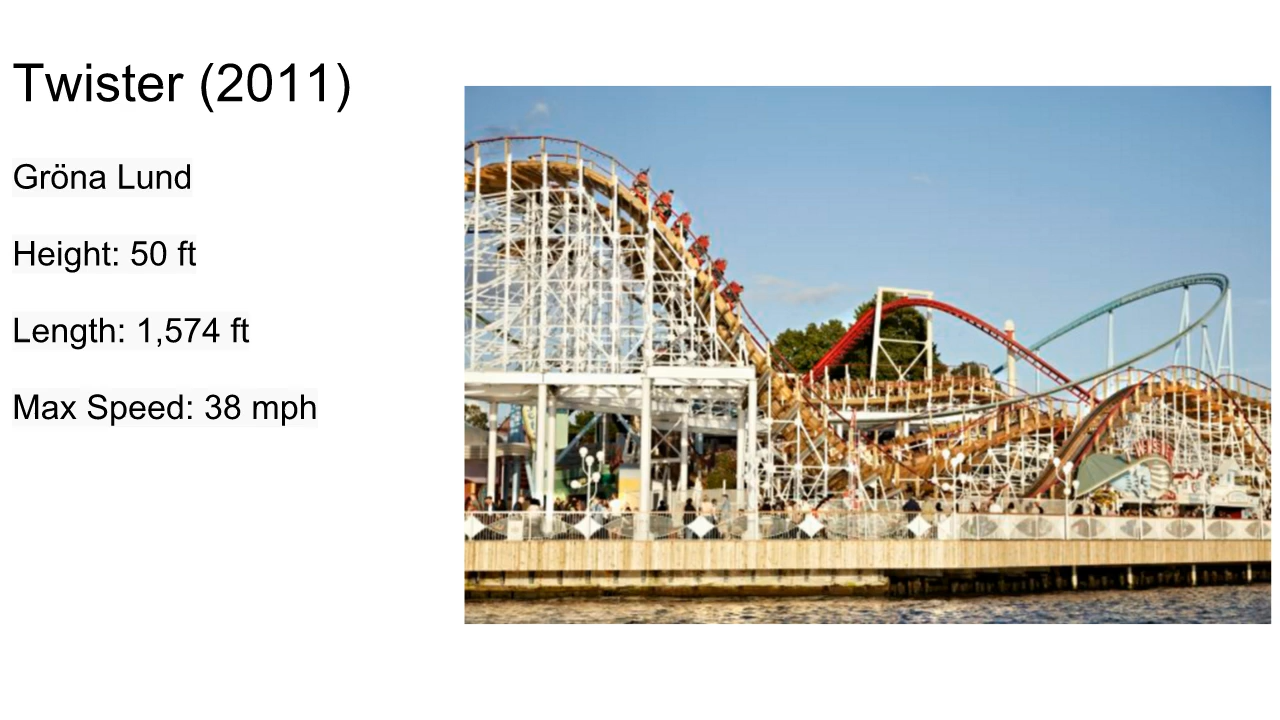 Twister (2011)
Gröna Lund
Height: 50 ft
Length: 1,574 ft
Max Speed: 38 mph